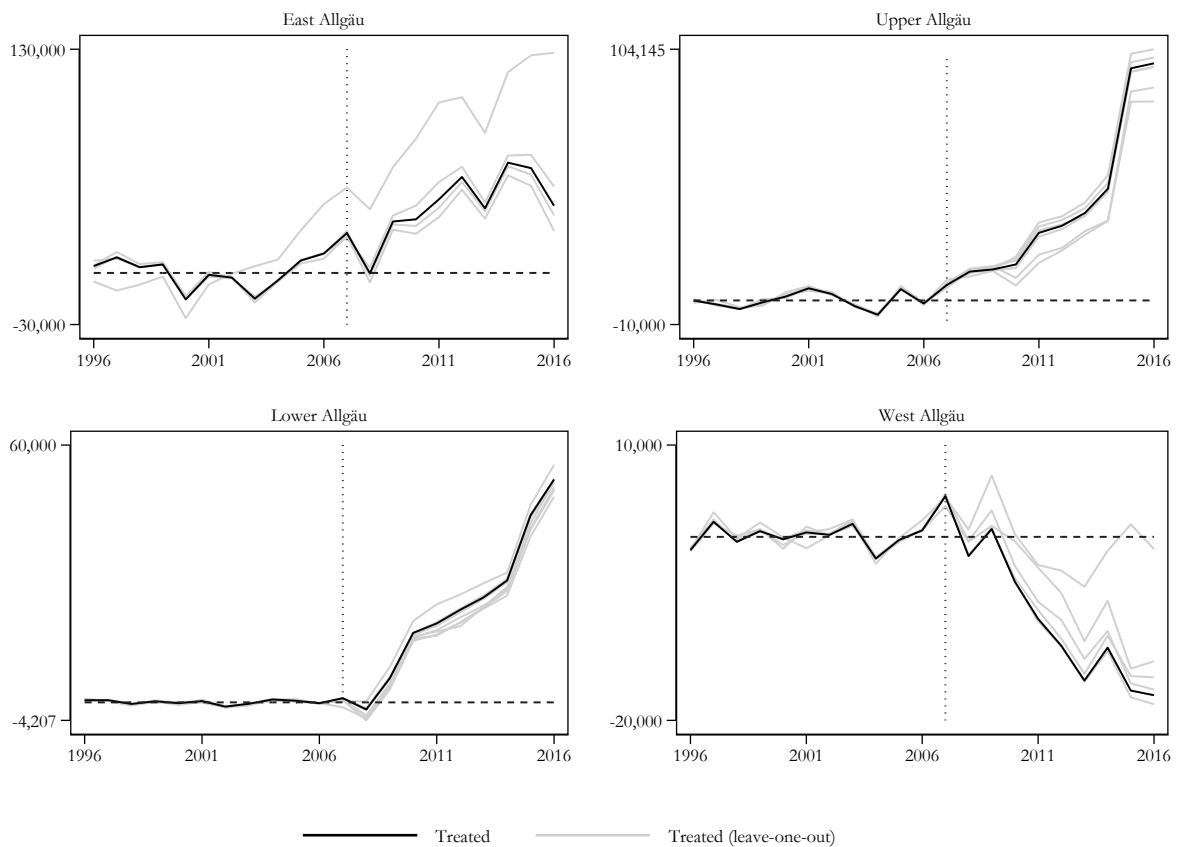 East Allgäu
130,000
-30,000
1996 2001 2006 2011 2016
Upper Allgäu
104,145
-10,000
1996 2001 2006 2011 2016
Lower Allgäu
60,000
-4,207
1996 2001 2006 2011 2016
West Allgäu
10,000
-20,000
1996 2001 2006 2011 2016
Treated Treated (leave-one-out)